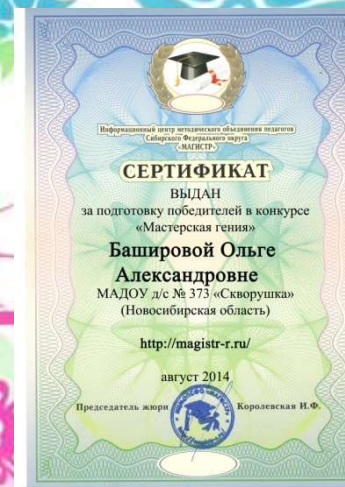 Информационный центр методического объединения педагогов
Сибирского Федерального округа
«МАГИСТР»
СЕРТИФИКАТ
ВЫДАН
за подготовку победителей в конкурсе
«Мастерская гения»
Башировой Ольге
Александровне
МАДОУ д/с № 373 «Скворушка»
(Новосибирская область)
http://magistr-r.ru/
август 2014
Председатель жюри Королевская И.Ф.